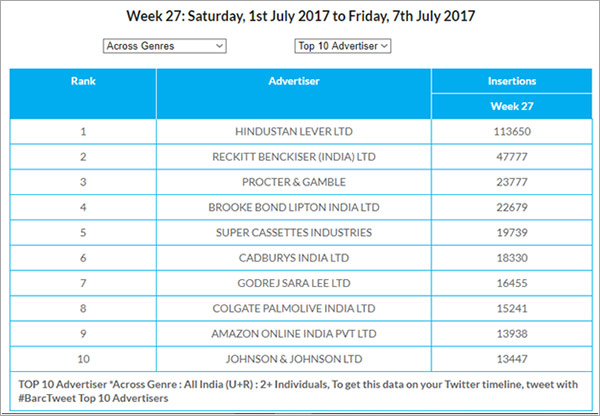 Week 27: Saturday, 1st July 2017 to Friday, 7th July 2017
Across Genres Top 10 Advertiser
Rank Advertiser Insertions
Week 27
1 HINDUSTAN LEVER LTD 113650
2 RECKITT BENCKISER (INDIA) LTD 47777
3 PROCTER & GAMBLE 23777
4 BROOKE BOND LIPTON INDIA LTD 22679
5 SUPER CASSETTES INDUSTRIES 19739
6 CADBURYS INDIA LTD 18330
7 GODREJ SARA LEE LTD 16455
8 COLGATE PALMOLIVE INDIA LTD 15241
9 AMAZON ONLINE INDIA PVT LTD 13938
10 JOHNSON & JOHNSON LTD 13447
TOP 10 Advertiser *Across Genre : All India (U+R) : 2+ Individuals, To get this data on your Twitter timeline, tweet with
#BarcTweet Top 10 Advertisers